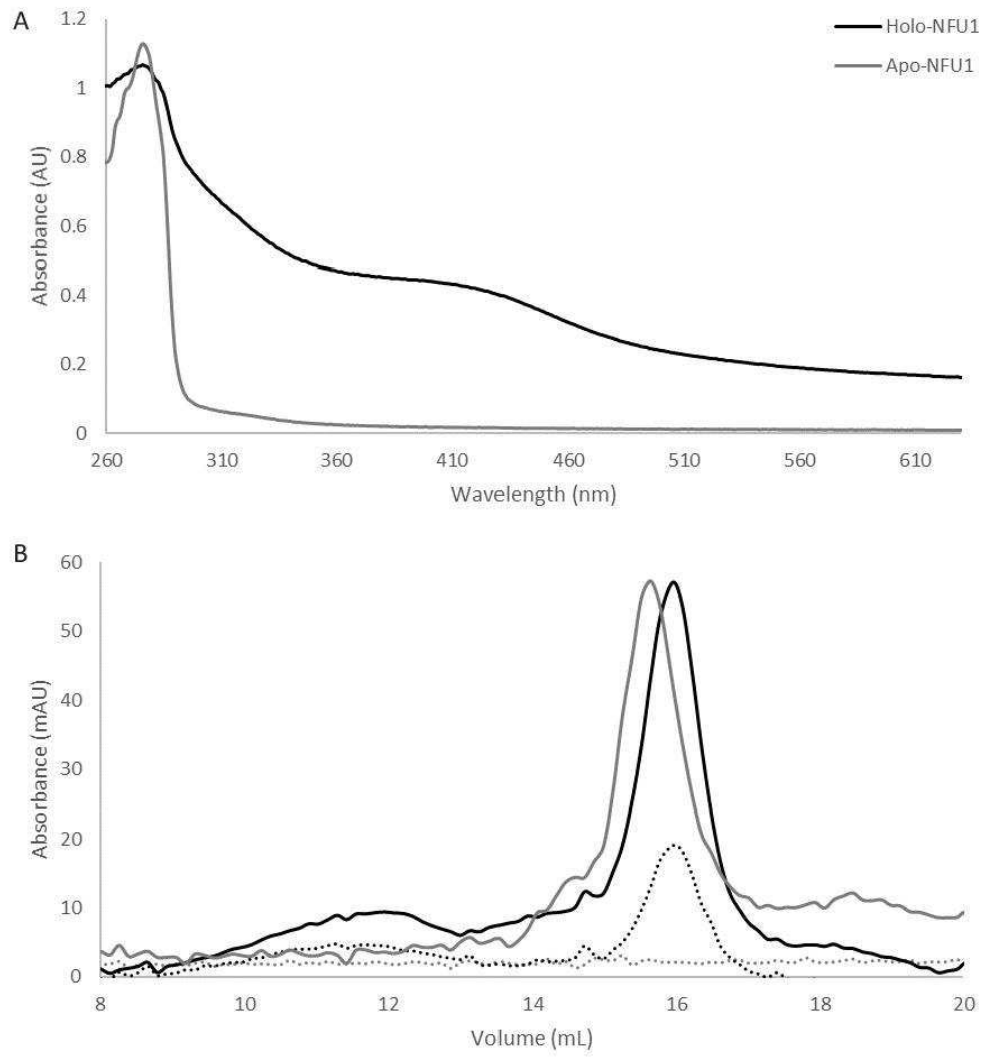 A
Holo-NFU1
Apo-NFU1
Absorbance (AU)
1.2
1
0.8
0.6
0.4
0.2
0
260 310 360 410 460 510 560 610
Wavelength (nm)
B
Absorbance (mAU)
60
50
40
30
20
10
0
8 10 12 14 16 18 20
Volume (mL)